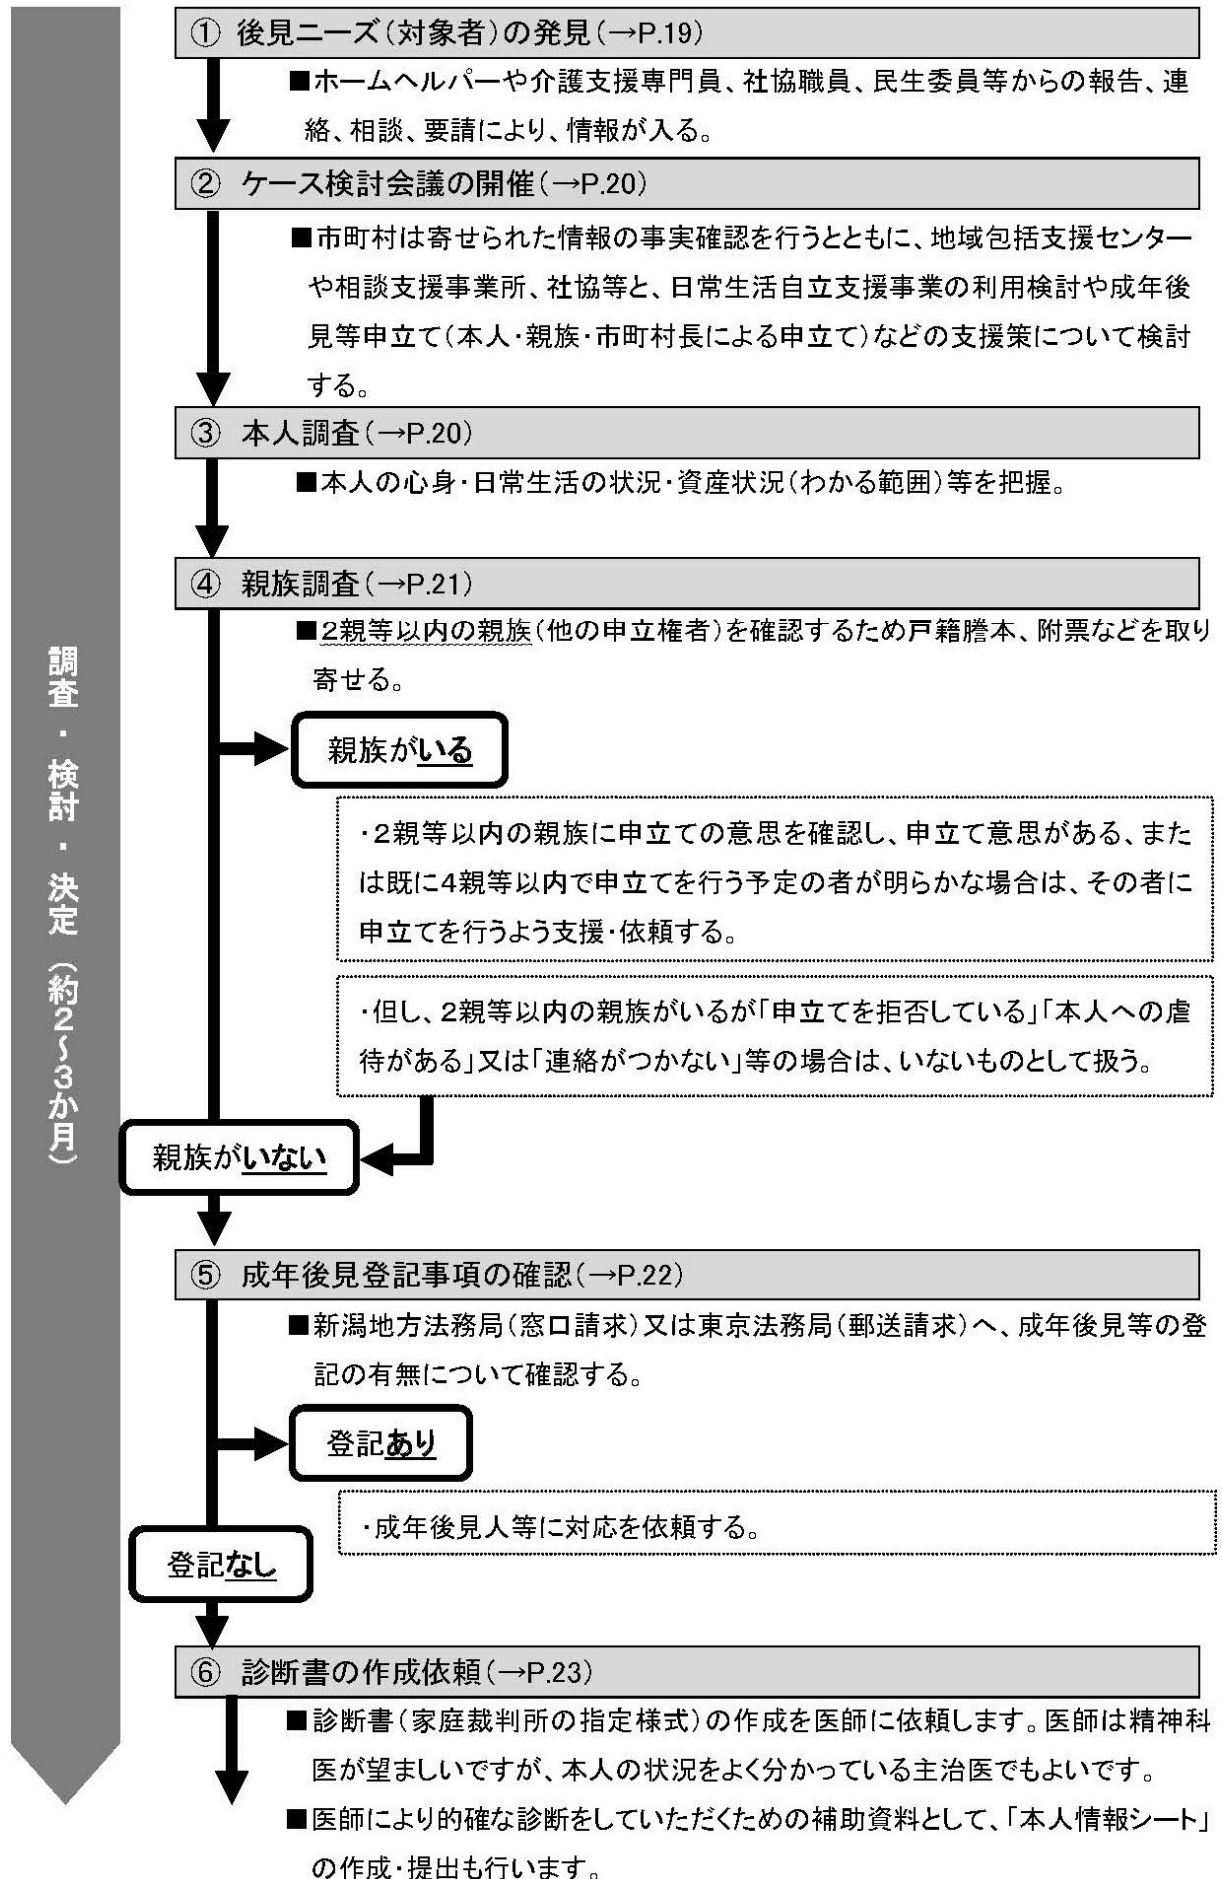 ① 後見ニーズ(対象者)の発見(→P.19)
■ホームヘルパーや介護支援専門員、社協職員、民生委員等からの報告、連
絡、相談、要請により、情報が入る。
② ケース検討会議の開催(→P.20)
■市町村は寄せられた情報の事実確認を行うとともに、地域包括支援センター
や相談支援事業所、社協等と、日常生活自立支援事業の利用検討や成年後
見等申立て(本人・親族・市町村長による申立て)などの支援策について検討
する。
③ 本人調査(→P.20)
■本人の心身・日常生活の状況・資産状況(わかる範囲)等を把握。
④ 親族調査(→P.21)
■2親等以内の親族(他の申立権者)を確認するため戸籍謄本、附票などを取り
寄せる。
親族がいる
・2親等以内の親族に申立ての意思を確認し、申立て意思がある、また
は既に4親等以内で申立てを行う予定の者が明らかな場合は、その者に
申立てを行うよう支援・依頼する。
・但し、2親等以内の親族がいるが「申立てを拒否している」「本人への虐
待がある」又は「連絡がつかない」等の場合は、いないものとして扱う。
親族がいない
⑤ 成年後見登記事項の確認(→P.22)
■新潟地方法務局(窓口請求)又は東京法務局(郵送請求)へ、成年後見等の登
記の有無について確認する。
登記あり
・成年後見人等に対応を依頼する。
登記なし
⑥ 診断書の作成依頼(→P.23)
■診断書(家庭裁判所の指定様式)の作成を医師に依頼します。医師は精神科
医が望ましいですが、本人の状況をよく分かっている主治医でもよいです。
■医師により的確な診断をしていただくための補助資料として、「本人情報シート」
の作成・提出も行います。
調査・検討・決定(約2~3か月)